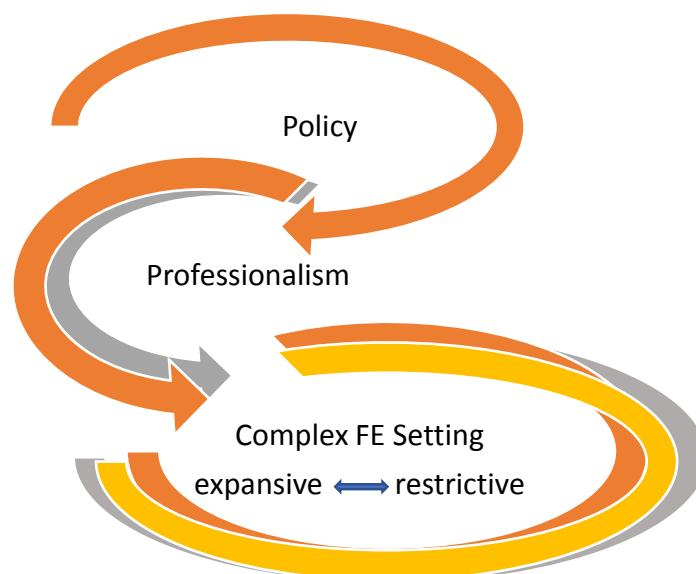 Policy
Professionalism
Complex FE Setting
expansive restrictive